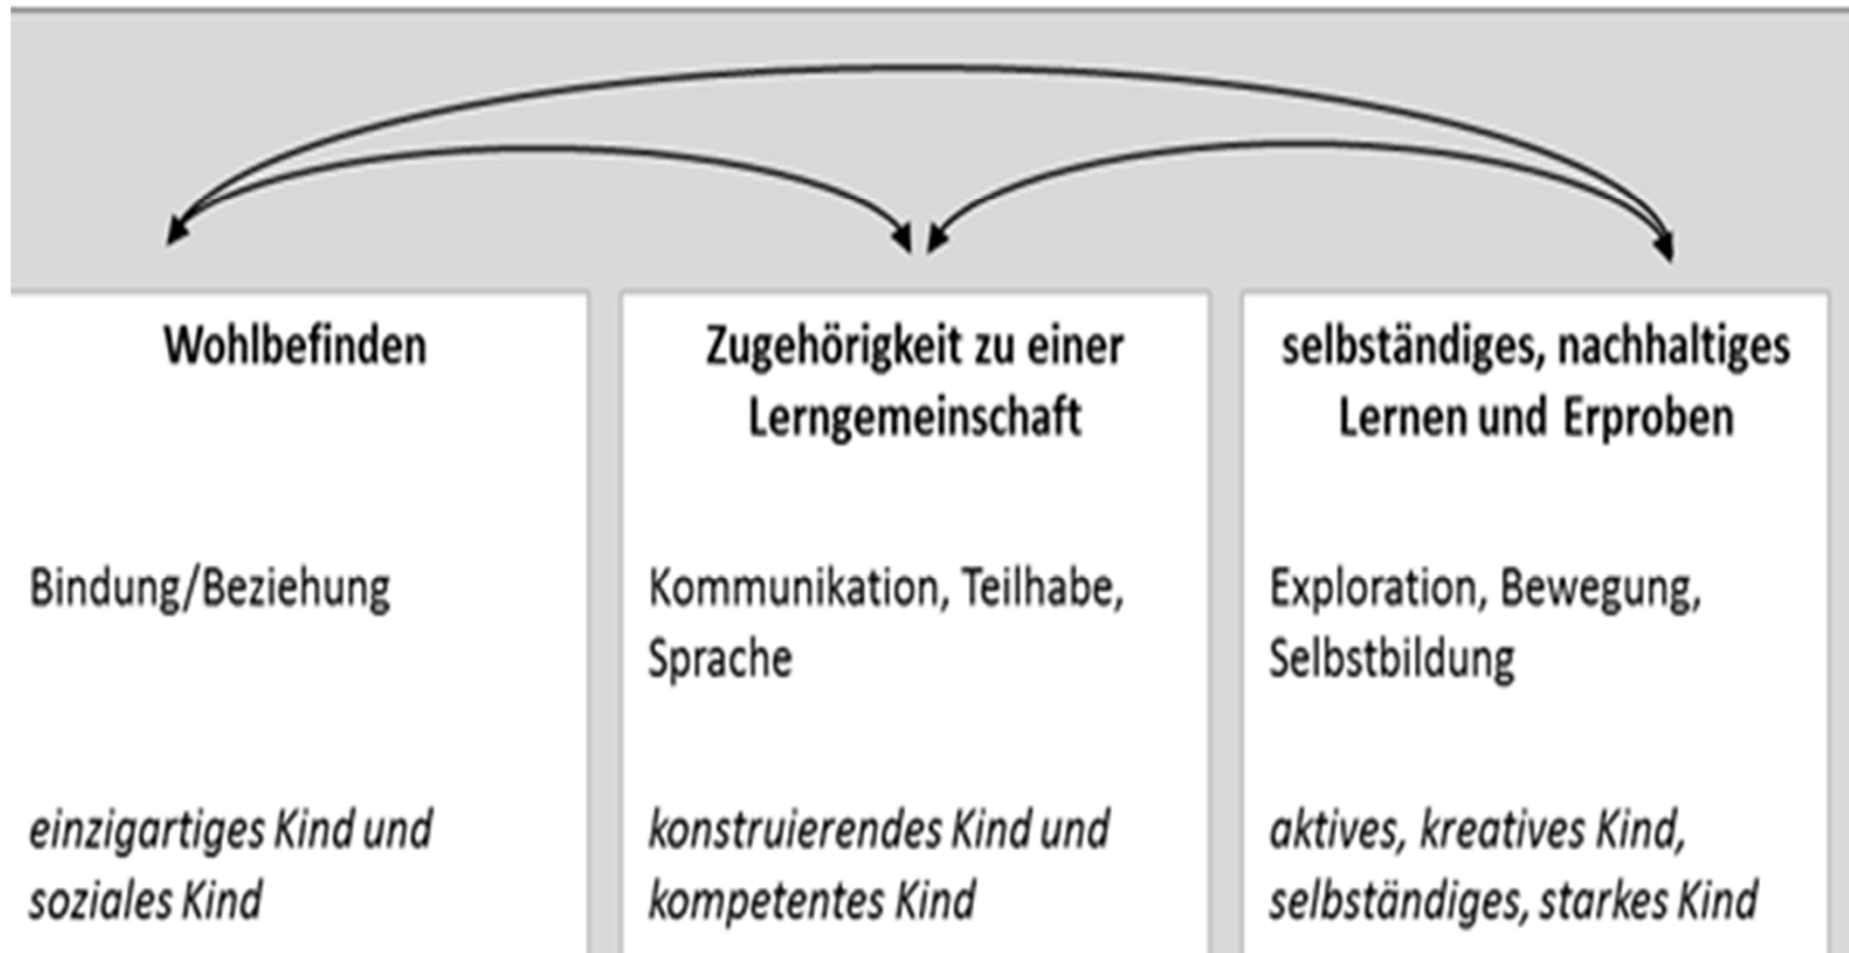 Wohlbefinden
Bindung/Beziehung
einzigartiges Kind und
soziales Kind
Zugehörigkeit zu einer
Lerngemeinschaft
Kommunikation, Teilhabe,
Sprache
konstruierendes Kind und
kompetentes Kind
selbständiges, nachhaltiges
Lernen und Erproben
Exploration, Bewegung,
Selbstbildung
aktives, kreatives Kind,
selbständiges, starkes Kind